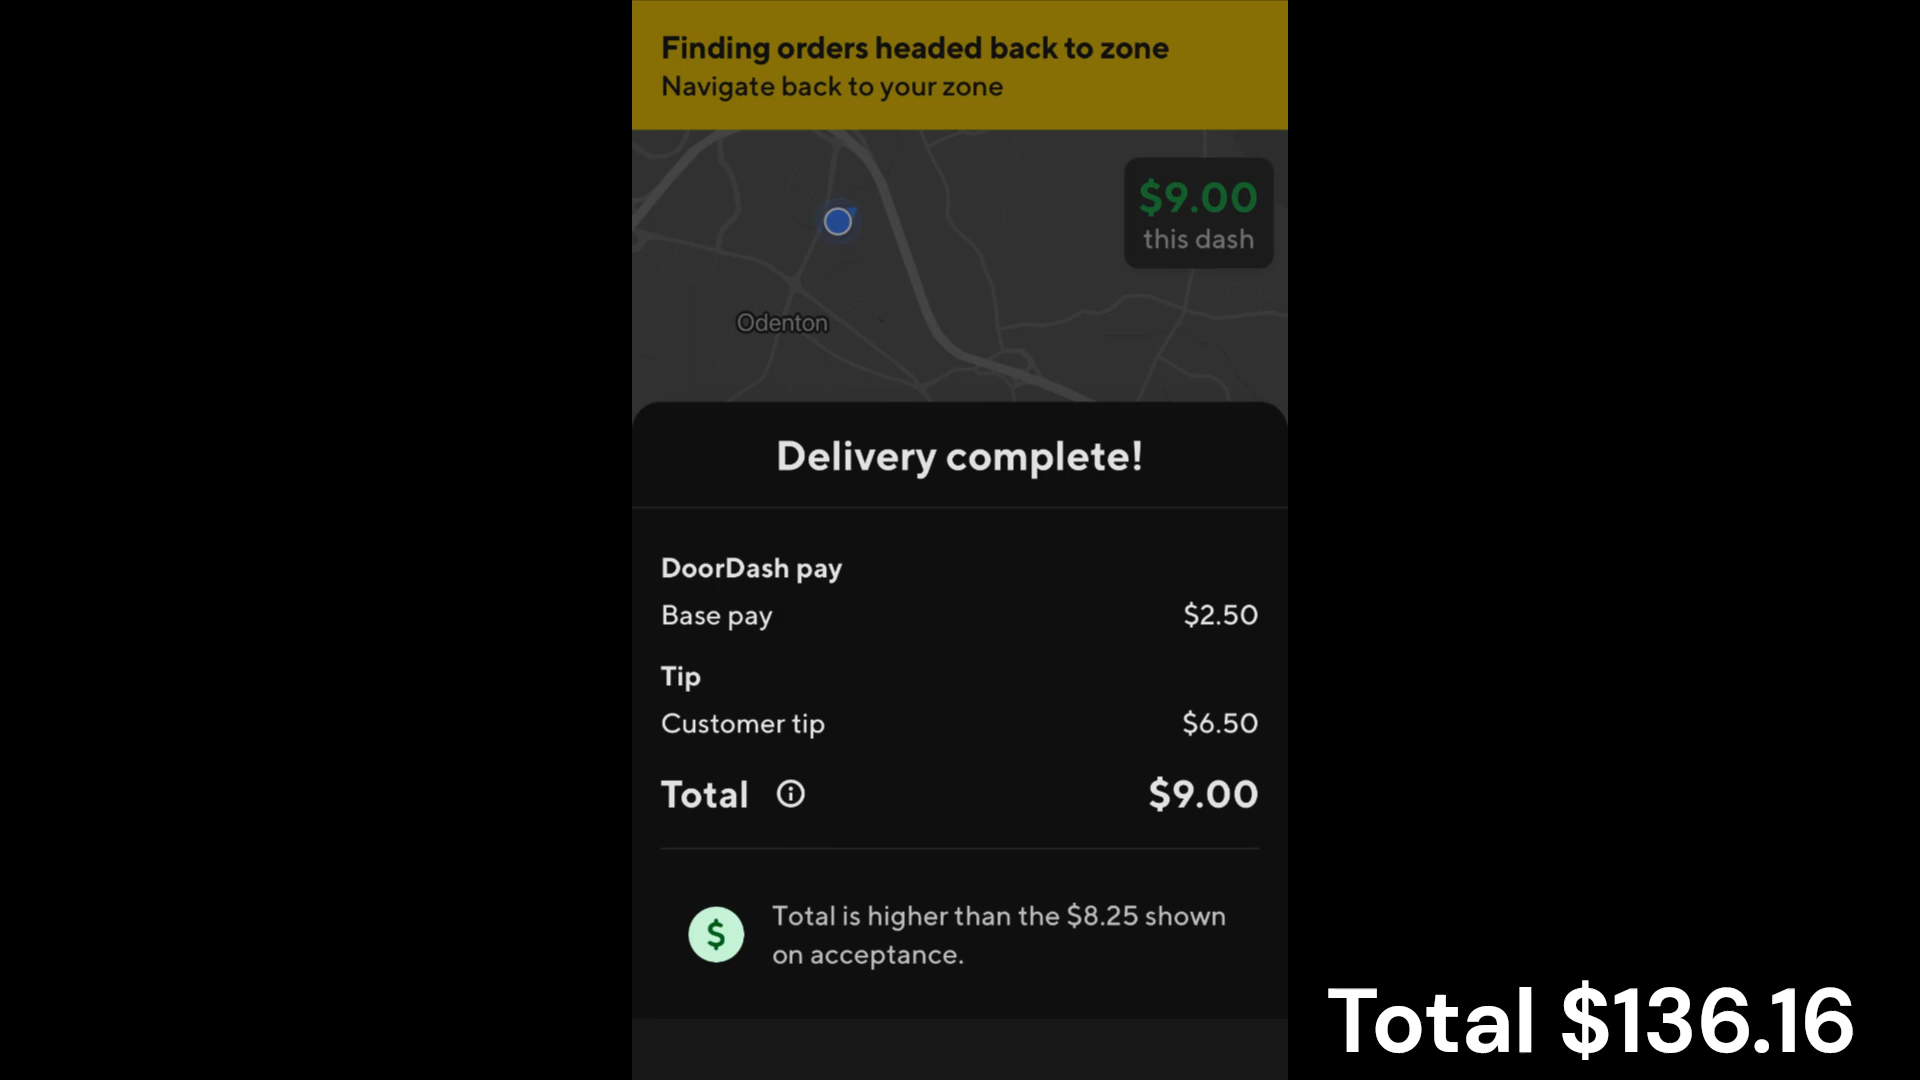 Finding orders headed back to zone
Navigate back to your zone
$9.00
this dash
Odenton
Delivery complete!
DoorDash pay
Base pay $2.50
Tip
Customer tip $6.50
Total $9.00
$ Total is higher than the $8.25 shown
on acceptance.
Total $136.16